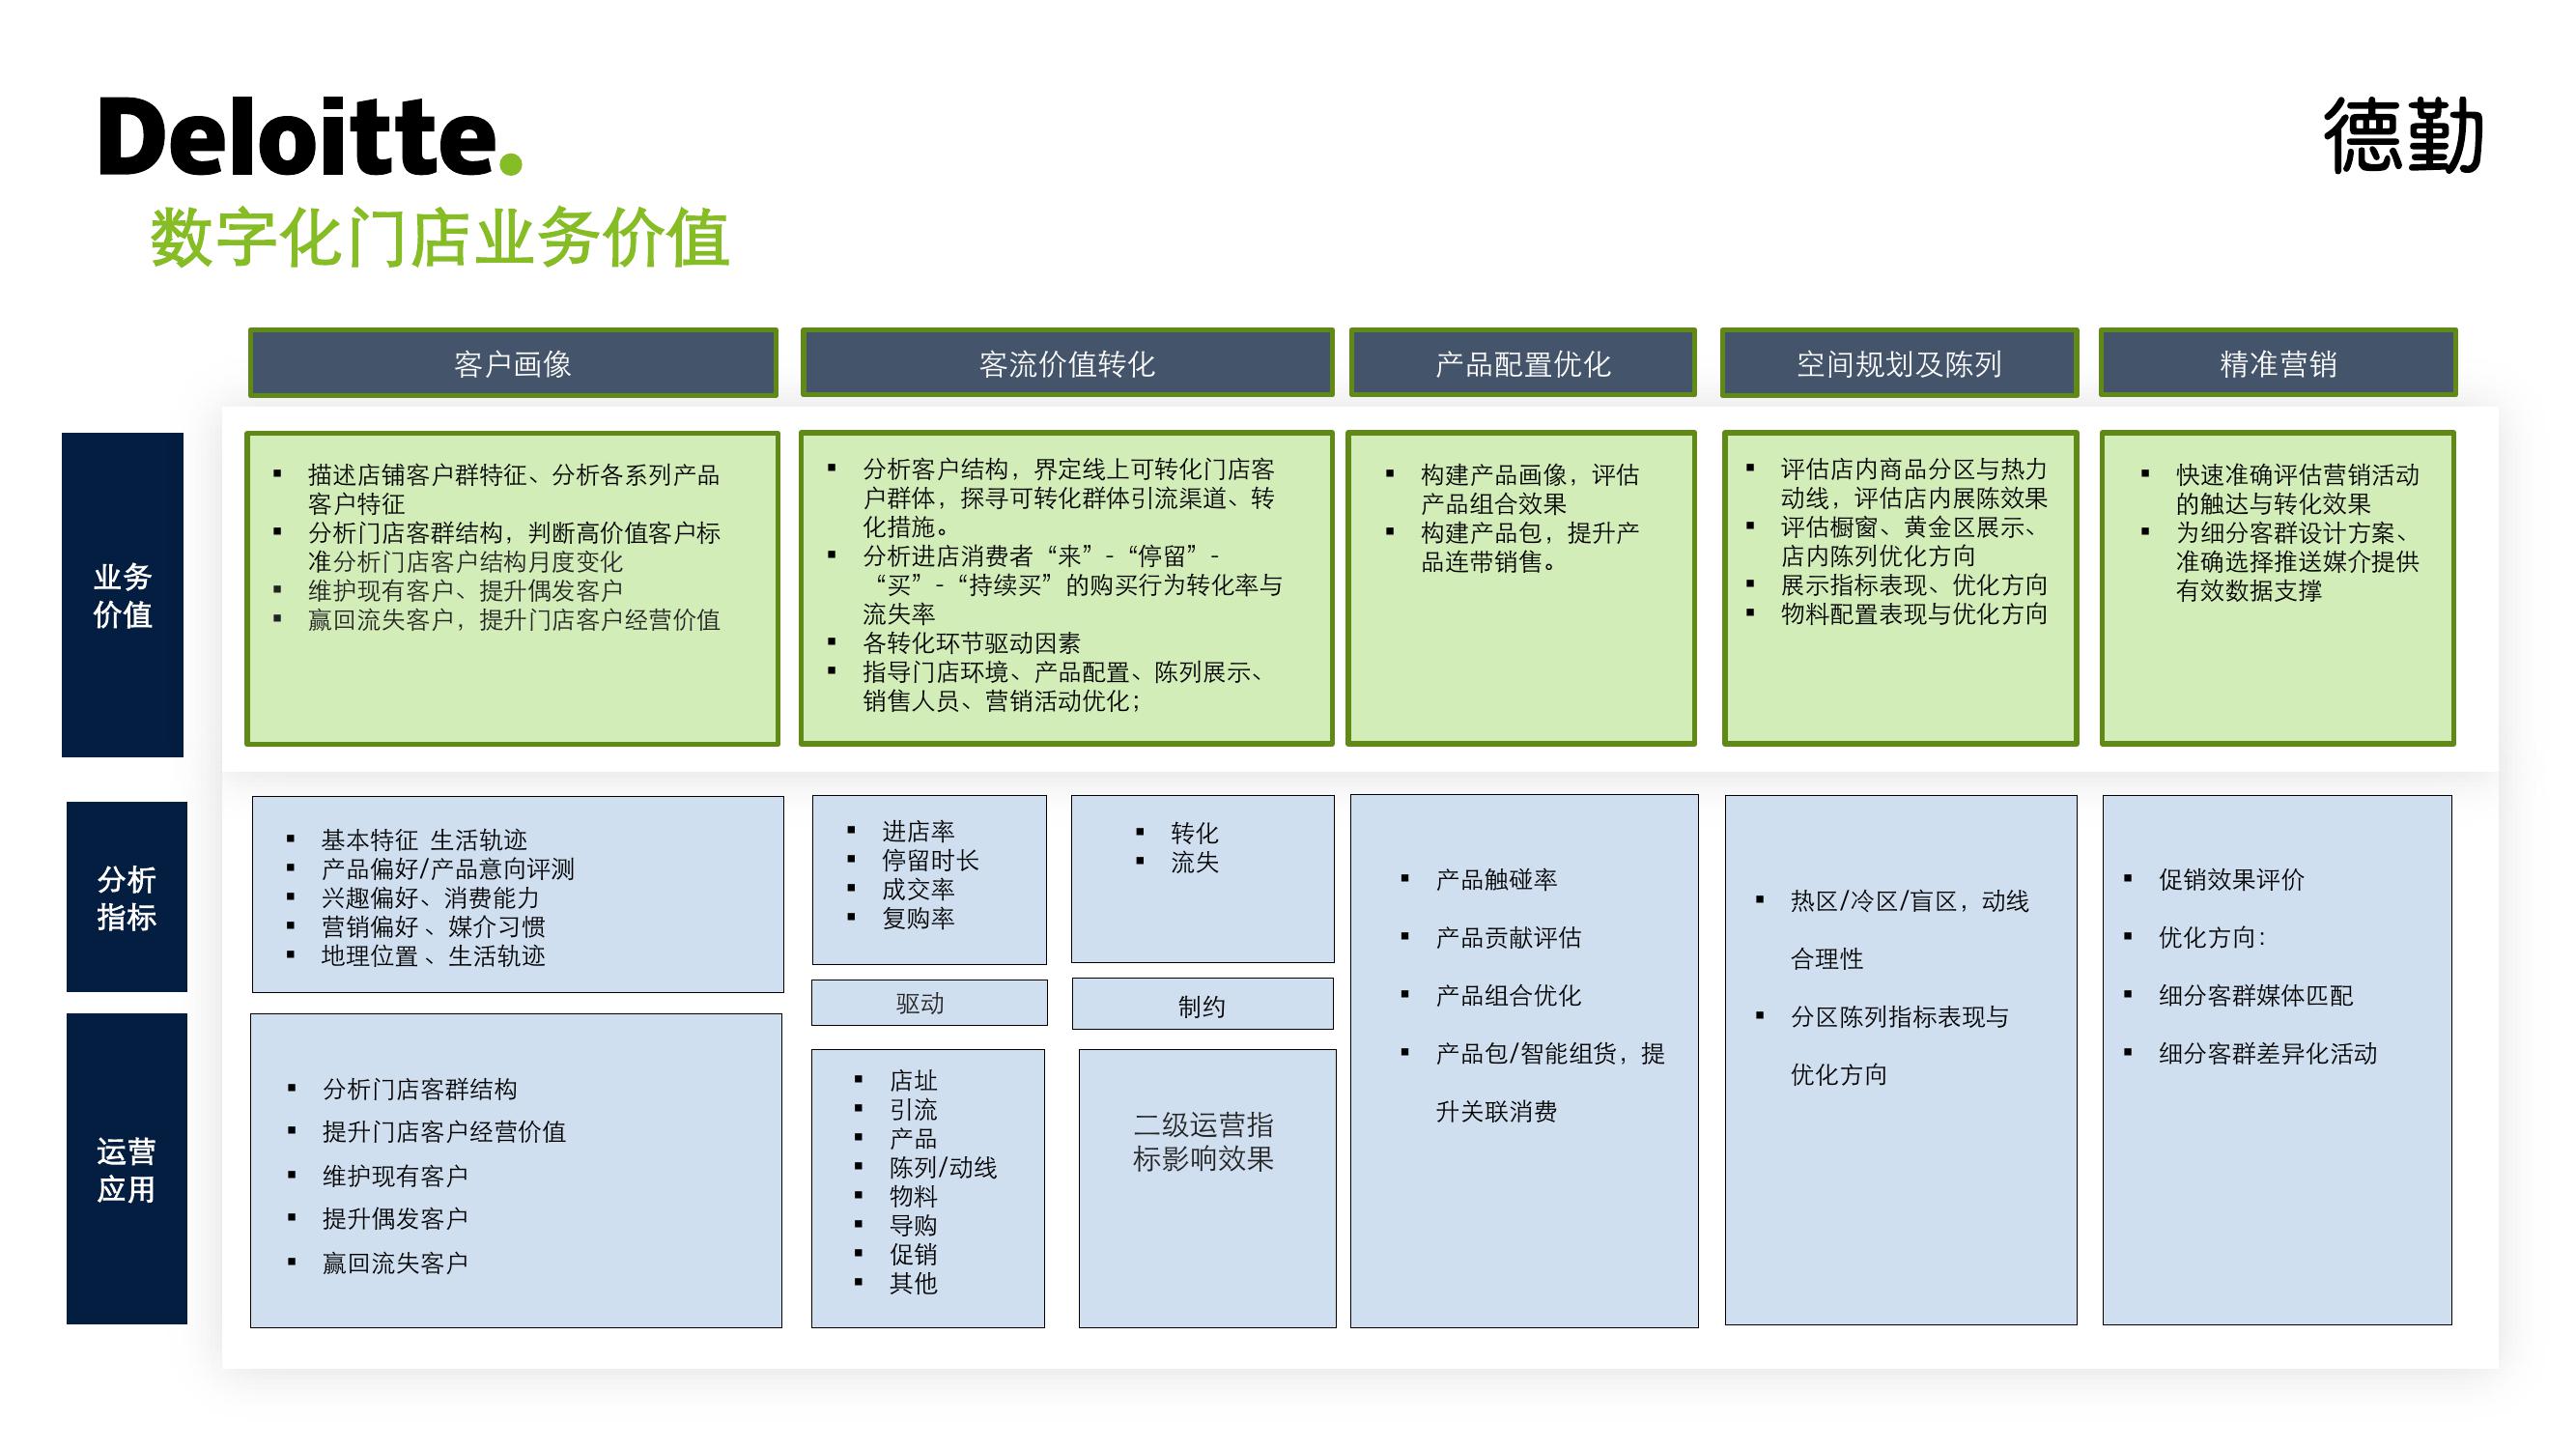 Deloitte.
德勤
数字化门店业务价值
客户画像
客流价值转化
产品配置优化
空间规划及陈列
精准营销
业务
价值
▪ 描述店铺客户群特征、分析各系列产品
客户特征
▪ 分析门店客群结构，判断高价值客户标
准分析门店客户结构月度变化
▪ 维护现有客户、提升偶发客户
▪ 赢回流失客户，提升门店客户经营价值
▪ 分析客户结构，界定线上可转化门店客
户群体，探寻可转化群体引流渠道、转
化措施。
▪ 分析进店消费者“来”-“停留”-
“买”-“持续买”的购买行为转化率与
流失率
▪ 各转化环节驱动因素
▪ 指导门店环境、产品配置、陈列展示、
销售人员、营销活动优化；
▪ 构建产品画像，评估
产品组合效果
▪ 构建产品包，提升产
品连带销售。
▪ 评估店内商品分区与热力
动线，评估店内展陈效果
▪ 评估橱窗、黄金区展示、
店内陈列优化方向
▪ 展示指标表现、优化方向
▪ 物料配置表现与优化方向
▪ 快速准确评估营销活动
的触达与转化效果
▪ 为细分客群设计方案、
准确选择推送媒介提供
有效数据支撑
分析
指标
▪ 基本特征 生活轨迹
▪ 产品偏好/产品意向评测
▪ 兴趣偏好、消费能力
▪ 营销偏好 、媒介习惯
▪ 地理位置 、生活轨迹
▪ 进店率
▪ 停留时长
▪ 成交率
▪ 复购率
▪ 转化
▪ 流失
驱动
制约
▪ 产品触碰率
▪ 产品贡献评估
▪ 产品组合优化
▪ 产品包/智能组货，提
升关联消费
▪ 热区/冷区/盲区，动线
合理性
▪ 分区陈列指标表现与
优化方向
▪ 促销效果评价
▪ 优化方向：
▪ 细分客群媒体匹配
▪ 细分客群差异化活动
运营
应用
▪ 分析门店客群结构
▪ 提升门店客户经营价值
▪ 维护现有客户
▪ 提升偶发客户
▪ 赢回流失客户
▪ 店址
▪ 引流
▪ 产品
▪ 陈列/动线
▪ 物料
▪ 导购
▪ 促销
▪ 其他
二级运营指
标影响效果